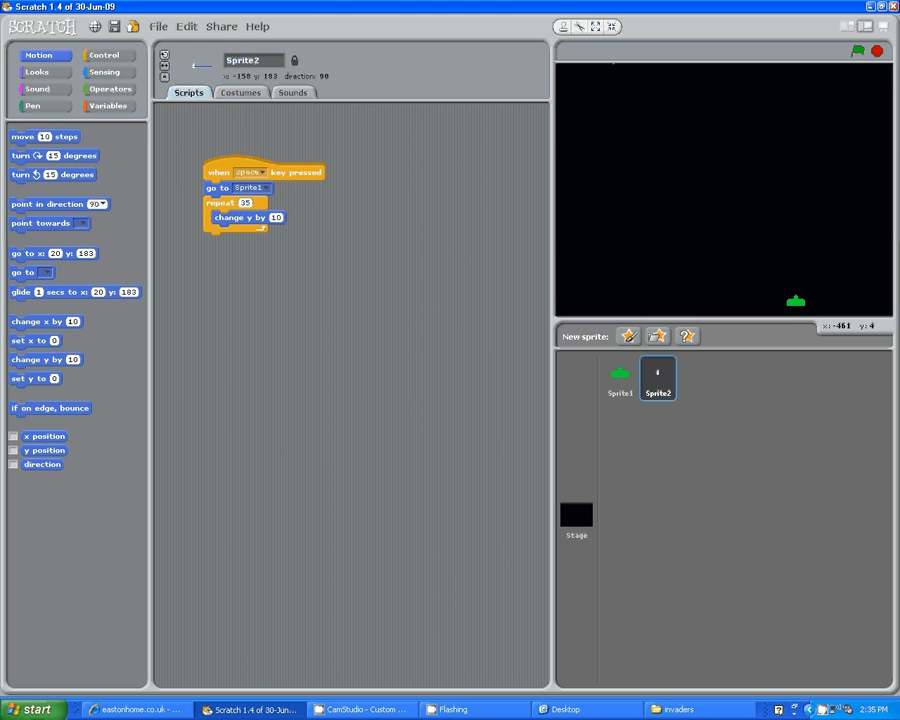 Scratch 1.4 of 30-Jun-09
SCRATCH File Edit Share Help
Motion Control
Looks Sensing
Sound Operators
Pen Variables
Sprite2
x: -150 y: 183 direction: 90
Scripts Costumes Sounds
move 10 steps
turn 15 degrees
turn 15 degrees
point in direction 90
point towards
go to x: 20 y: 183
go to
glide 1 secs to x: 20 y: 183
change x by 10
set x to 0
change y by 10
set y to 0
if on edge, bounce
x position
y position
direction
when space key pressed
go to Sprite1
repeat 35
change y by 10
x: -461 y: 4
New sprite:
Sprite1 Sprite2
Stage
start eastonhome.co.uk - ... Scratch 1.4 of 30-Jun... CamStudio - Custom ... Flashing Desktop invaders 2:35 PM